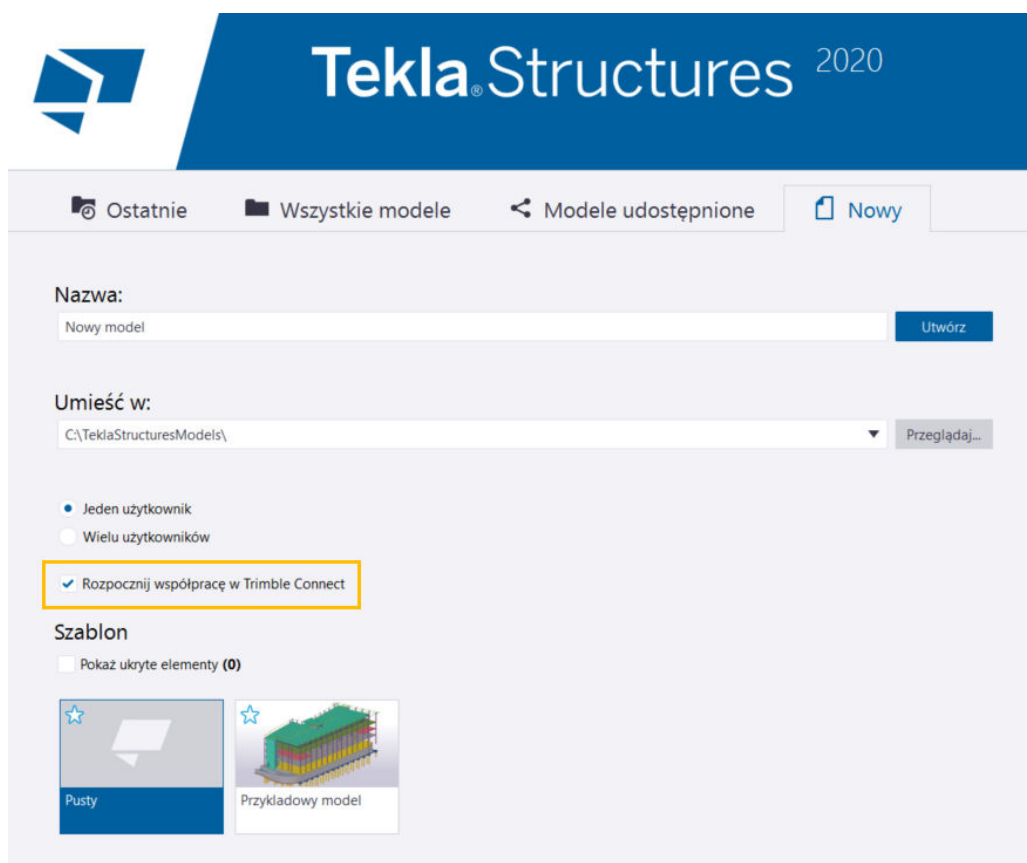 Tekla® Structures 2020
Ostatnie Wszystkie modele Modele udostępnione Nowy
Nazwa:
Nowy model Utwórz
Umieść w:
C:\TeklaStructuresModels\ Przeglądaj...
Jeden użytkownik
Wielu użytkowników
Rozpocznij współpracę w Trimble Connect
Szablon
Pokaż ukryte elementy (0)
Pusty Przykladowy model